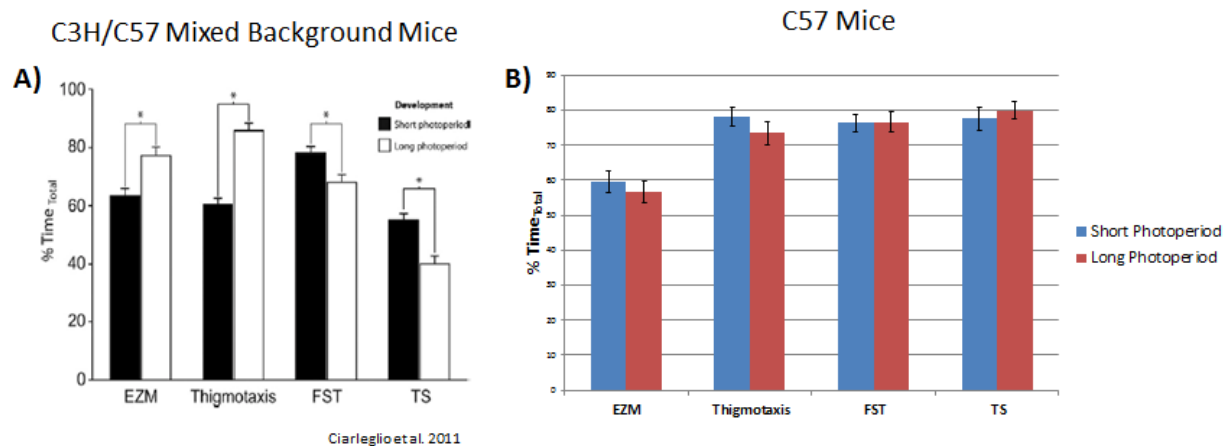 C3H/C57 Mixed Background Mice
A)
% Time Total
100
80
60
40
20
0
*
*
*
*
Development
Short photoperiod
Long photoperiod
EZM
Thigmotaxis
FST
TS
Ciarleglio et al. 2011
C57 Mice
B)
% Time Total
90
80
70
60
50
40
30
20
10
0
EZM
Thigmotaxis
FST
TS
Short Photoperiod
Long Photoperiod